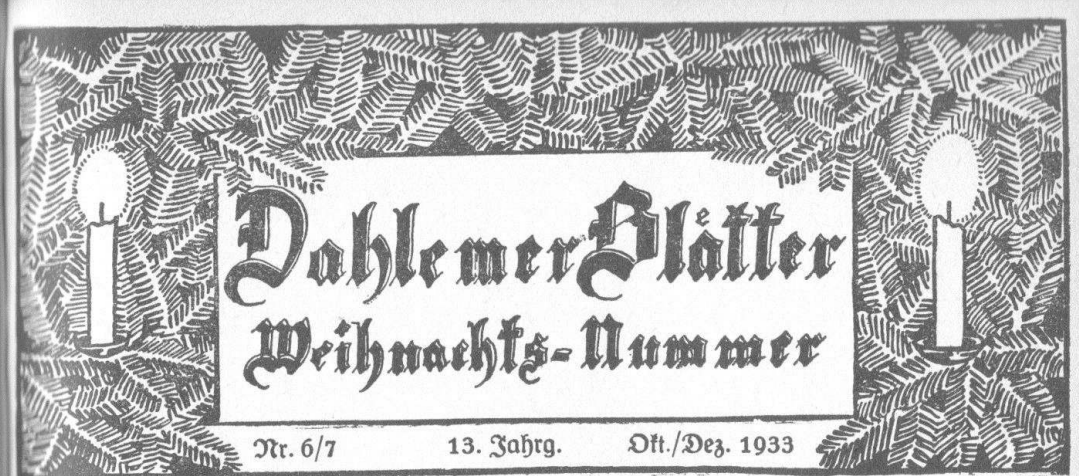 Dahlemer Blätter
Weihnachts-Nummer
Nr. 6/7 13. Jahrg. Okt./Dez. 1933